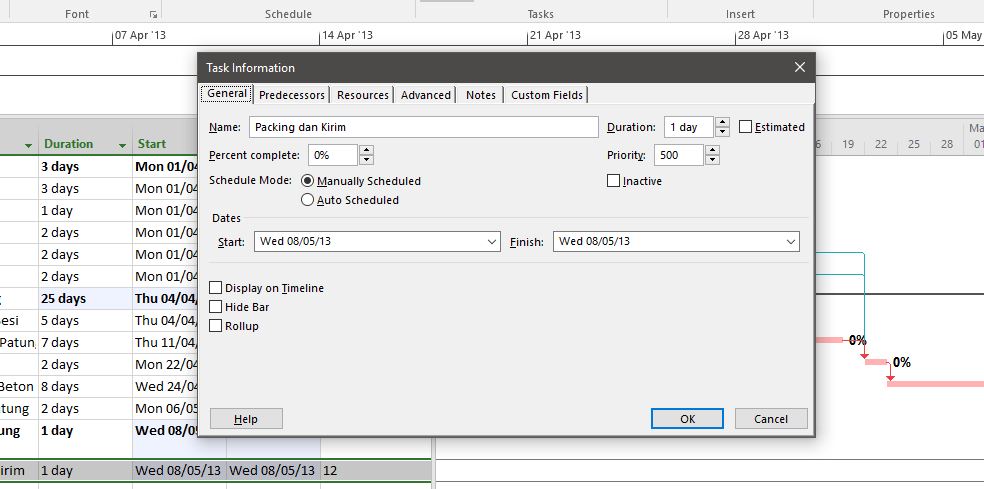 Font Schedule Tasks Insert Properties
07 Apr '13 14 Apr '13 21 Apr '13 28 Apr '13 05 May
Task Information
General Predecessors Resources Advanced Notes Custom Fields
Name: Packing dan Kirim Duration: 1 day Estimated
Percent complete: 0% Priority: 500
Schedule Mode: Manually Scheduled Inactive
Auto Scheduled
Dates
Start: Wed 08/05/13 Finish: Wed 08/05/13
Display on Timeline
Hide Bar
Rollup
Help OK Cancel
Duration Start
19 22 25 28 01
3 days Mon 01/04
3 days Mon 01/04
1 day Mon 01/04
2 days Mon 01/04
2 days Mon 01/04
2 days Mon 01/04
25 days Thu 04/04/
5 days Thu 04/04/
Patun 7 days Thu 11/04/ 0%
2 days Mon 22/04 0%
Beton 8 days Wed 24/04
2 days Mon 06/05
1 day Wed 08/0
irim 1 day Wed 08/05/13 Wed 08/05/13 12